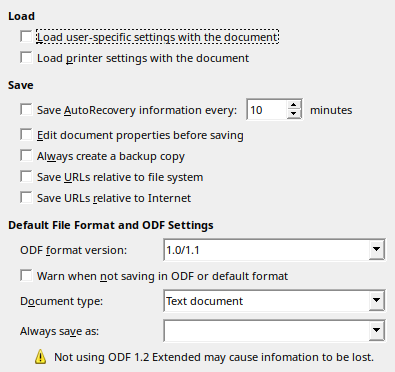 Load
Load user-specific settings with the document
Load printer settings with the document
Save
Save AutoRecovery information every: 10 minutes
Edit document properties before saving
Always create a backup copy
Save URLs relative to file system
Save URLs relative to Internet
Default File Format and ODF Settings
ODF format version: 1.0/1.1
Warn when not saving in ODF or default format
Document type: Text document
Always save as:
Not using ODF 1.2 Extended may cause infomation to be lost.